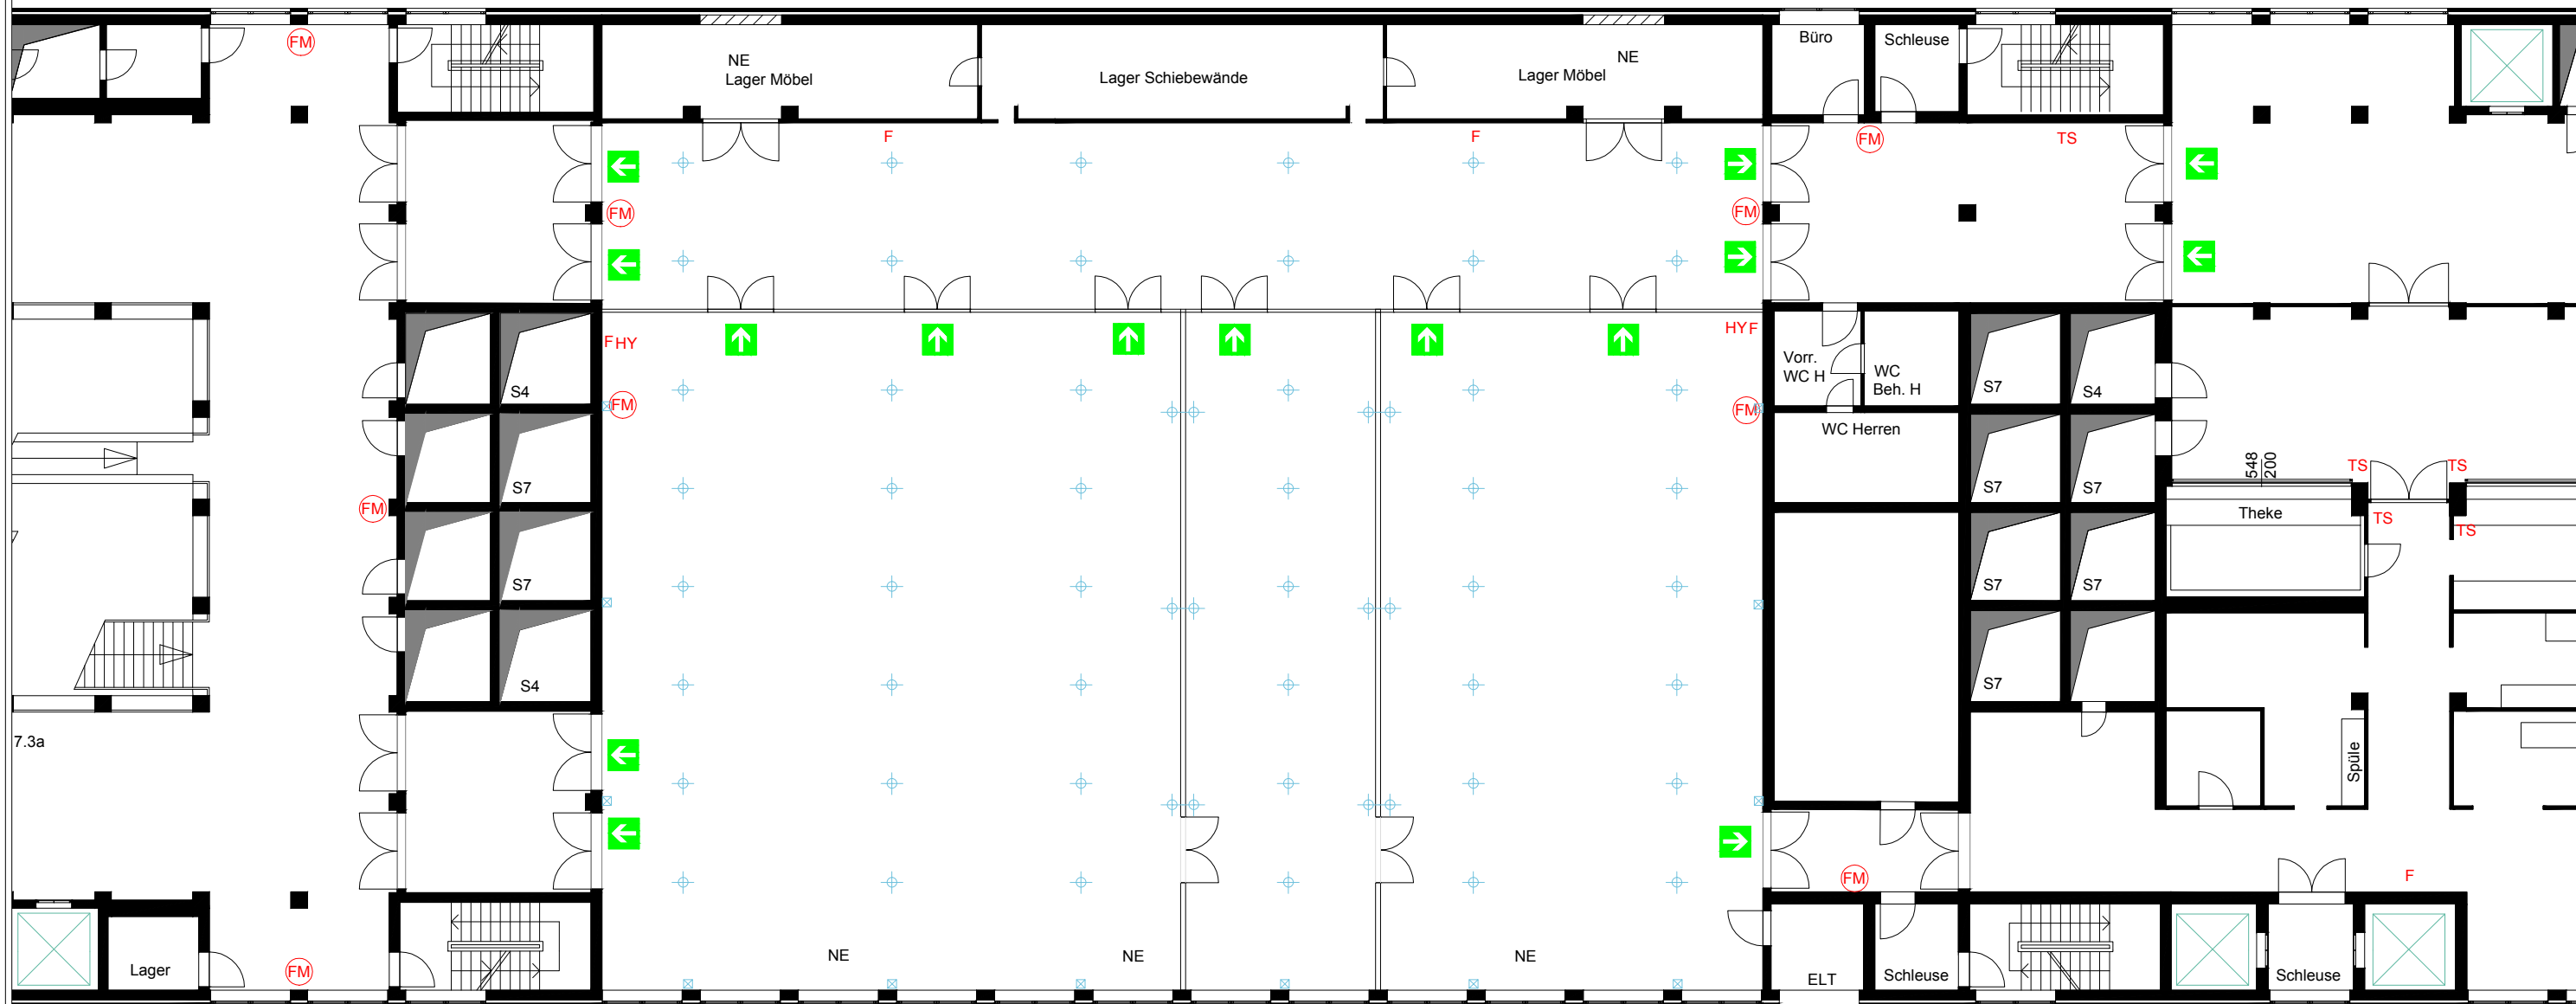 FM
NE
Lager Möbel
Lager Schiebewände
NE
Lager Möbel
Büro
Schleuse
F
F
FM
TS
FM
FM
F HY
HY F
Vorr.
WC H
WC
Beh. H
S4
S7
S4
FM
FM
WC Herren
548
200
TS
TS
S7
S7
S7
FM
Theke
TS
TS
S7
S7
S7
S4
S7
7.3a
Spüle
FM
F
NE
NE
NE
Lager
FM
ELT
Schleuse
Schleuse